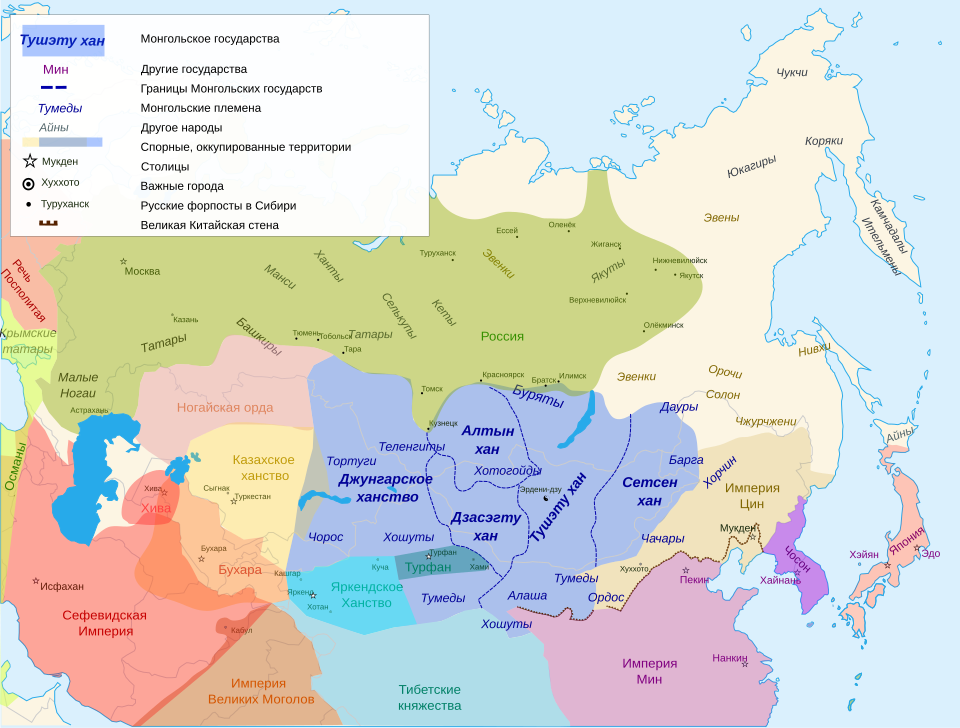 Тушэту хан
Монгольское государства
Мин
Другие государства
Границы Монгольских государств
Тумеды
Монгольские племена
Айны
Другое народы
Спорные, оккупированные территории
Мукден
Столицы
Хуххото
Важные города
Туруханск
Русские форпосты в Сибири
Великая Китайская стена
Чукчи
Коряки
Юкагиры
Эвены
Камчадалы
Ительмены
Речь
Посполитая
Москва
Манси
Ханты
Туруханск
Ессей
Оленёк
Эвенки
Жиганск
Якуты
Нижневилюйск
Якутск
Верхневилюйск
Олёкминск
Селькупы
Кеты
Россия
Казань
Башкиры
Татары
Тюмень
Тобольск
Татары
Тара
Крымские
татары
Малые
Ногаи
Астрахань
Ногайская орда
Томск
Красноярск
Братск
Илимск
Буряты
Эвенки
Орочи
Солон
Нивхи
Дауры
Чжурчжени
Айны
Кузнецк
Алтын
хан
Теленгиты
Хотогойды
Османы
Казахское
ханство
Сыгнак
Туркестан
Хива
Хива
Тортуги
Джунгарское
ханство
Эрдени-дзу
Тушэту хан
Сетсен
хан
Барга
Хорчин
Империя
Цин
Мукден
Дзасэгту
хан
Чорос
Хошуты
Чачары
Чосон
Хайнань
Хэйян
Япония
Эдо
Бухара
Бухара
Кашгар
Куча
Турфан
Турфан
Хами
Яркенд
Яркендское
Ханство
Хотан
Тумеды
Алаша
Тумеды
Ордос
Хуххото
Пекин
Хошуты
Исфахан
Сефевидская
Империя
Кабул
Империя
Великих Моголов
Тибетские
княжества
Империя
Мин
Нанкин